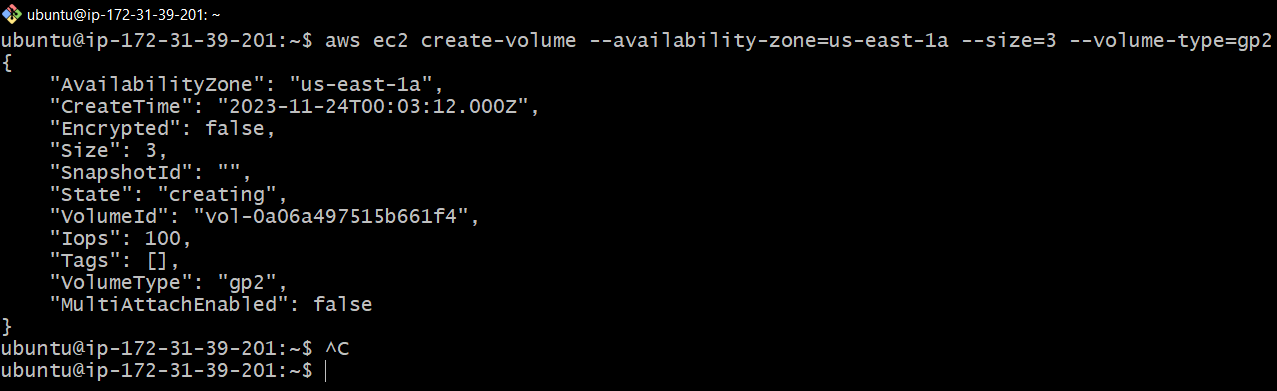 ubuntu@ip-172-31-39-201: ~
ubuntu@ip-172-31-39-201:~$ aws ec2 create-volume --availability-zone=us-east-1a --size=3 --volume-type=gp2
{
    "AvailabilityZone": "us-east-1a",
    "CreateTime": "2023-11-24T00:03:12.000Z",
    "Encrypted": false,
    "Size": 3,
    "SnapshotId": "",
    "State": "creating",
    "VolumeId": "vol-0a06a497515b661f4",
    "Iops": 100,
    "Tags": [],
    "VolumeType": "gp2",
    "MultiAttachEnabled": false
}
ubuntu@ip-172-31-39-201:~$ ^C
ubuntu@ip-172-31-39-201:~$